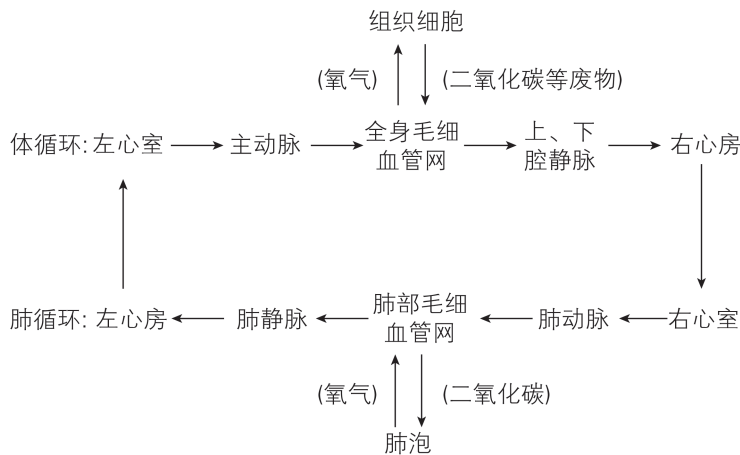 组织细胞
(氧气)
(二氧化碳等废物)
体循环: 左心室
主动脉
全身毛细
血管网
上、下
腔静脉
右心房
肺循环: 左心房
肺静脉
肺部毛细
血管网
肺动脉
右心室
(氧气)
(二氧化碳)
肺泡